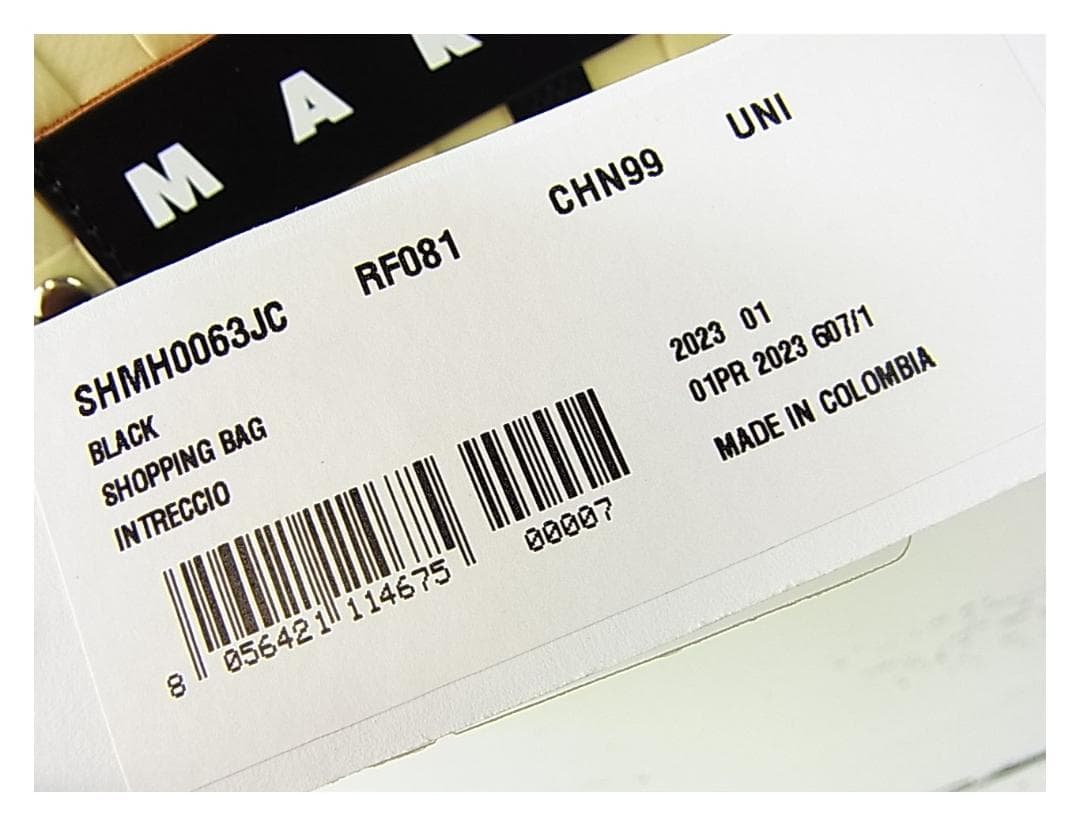 MAR
SHMH0063JC RF081 CHN99 UNI
BLACK
SHOPPING BAG
INTRECCIO
2023 01
01PR 2023 607/1
MADE IN COLOMBIA
8 056421 114675 00007